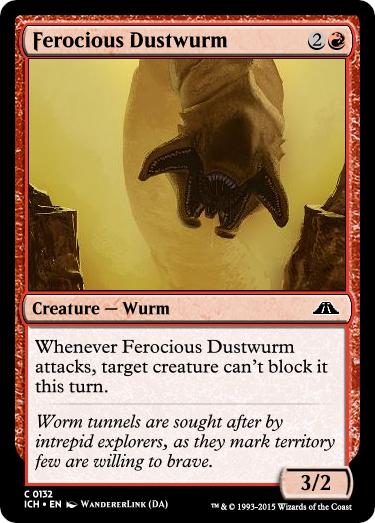 Ferocious Dustwurm 2
Creature — Wurm
Whenever Ferocious Dustwurm
attacks, target creature can't block it
this turn.
Worm tunnels are sought after by
intrepid explorers, as they mark territory
few are willing to brave.
3/2
C 0132
ICH • EN WANDERERLINK (DA)
™ & © 1993-2015 Wizards of the Coast